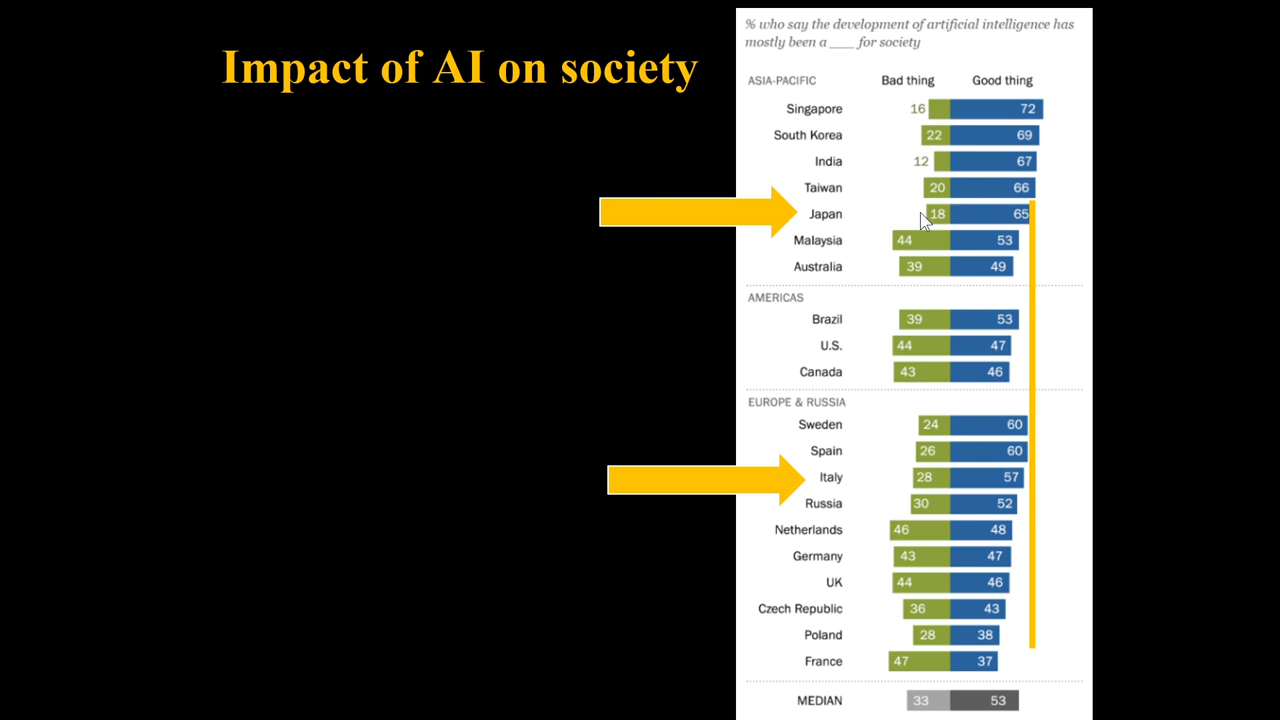 Impact of AI on society
% who say the development of artificial intelligence has
mostly been a ___ for society
ASIA-PACIFIC Bad thing Good thing
Singapore 16 72
South Korea 22 69
India 12 67
Taiwan 20 66
Japan 18 65
Malaysia 44 53
Australia 39 49
AMERICAS
Brazil 39 53
U.S. 44 47
Canada 43 46
EUROPE & RUSSIA
Sweden 24 60
Spain 26 60
Italy 28 57
Russia 30 52
Netherlands 46 48
Germany 43 47
UK 44 46
Czech Republic 36 43
Poland 28 38
France 47 37
MEDIAN 33 53